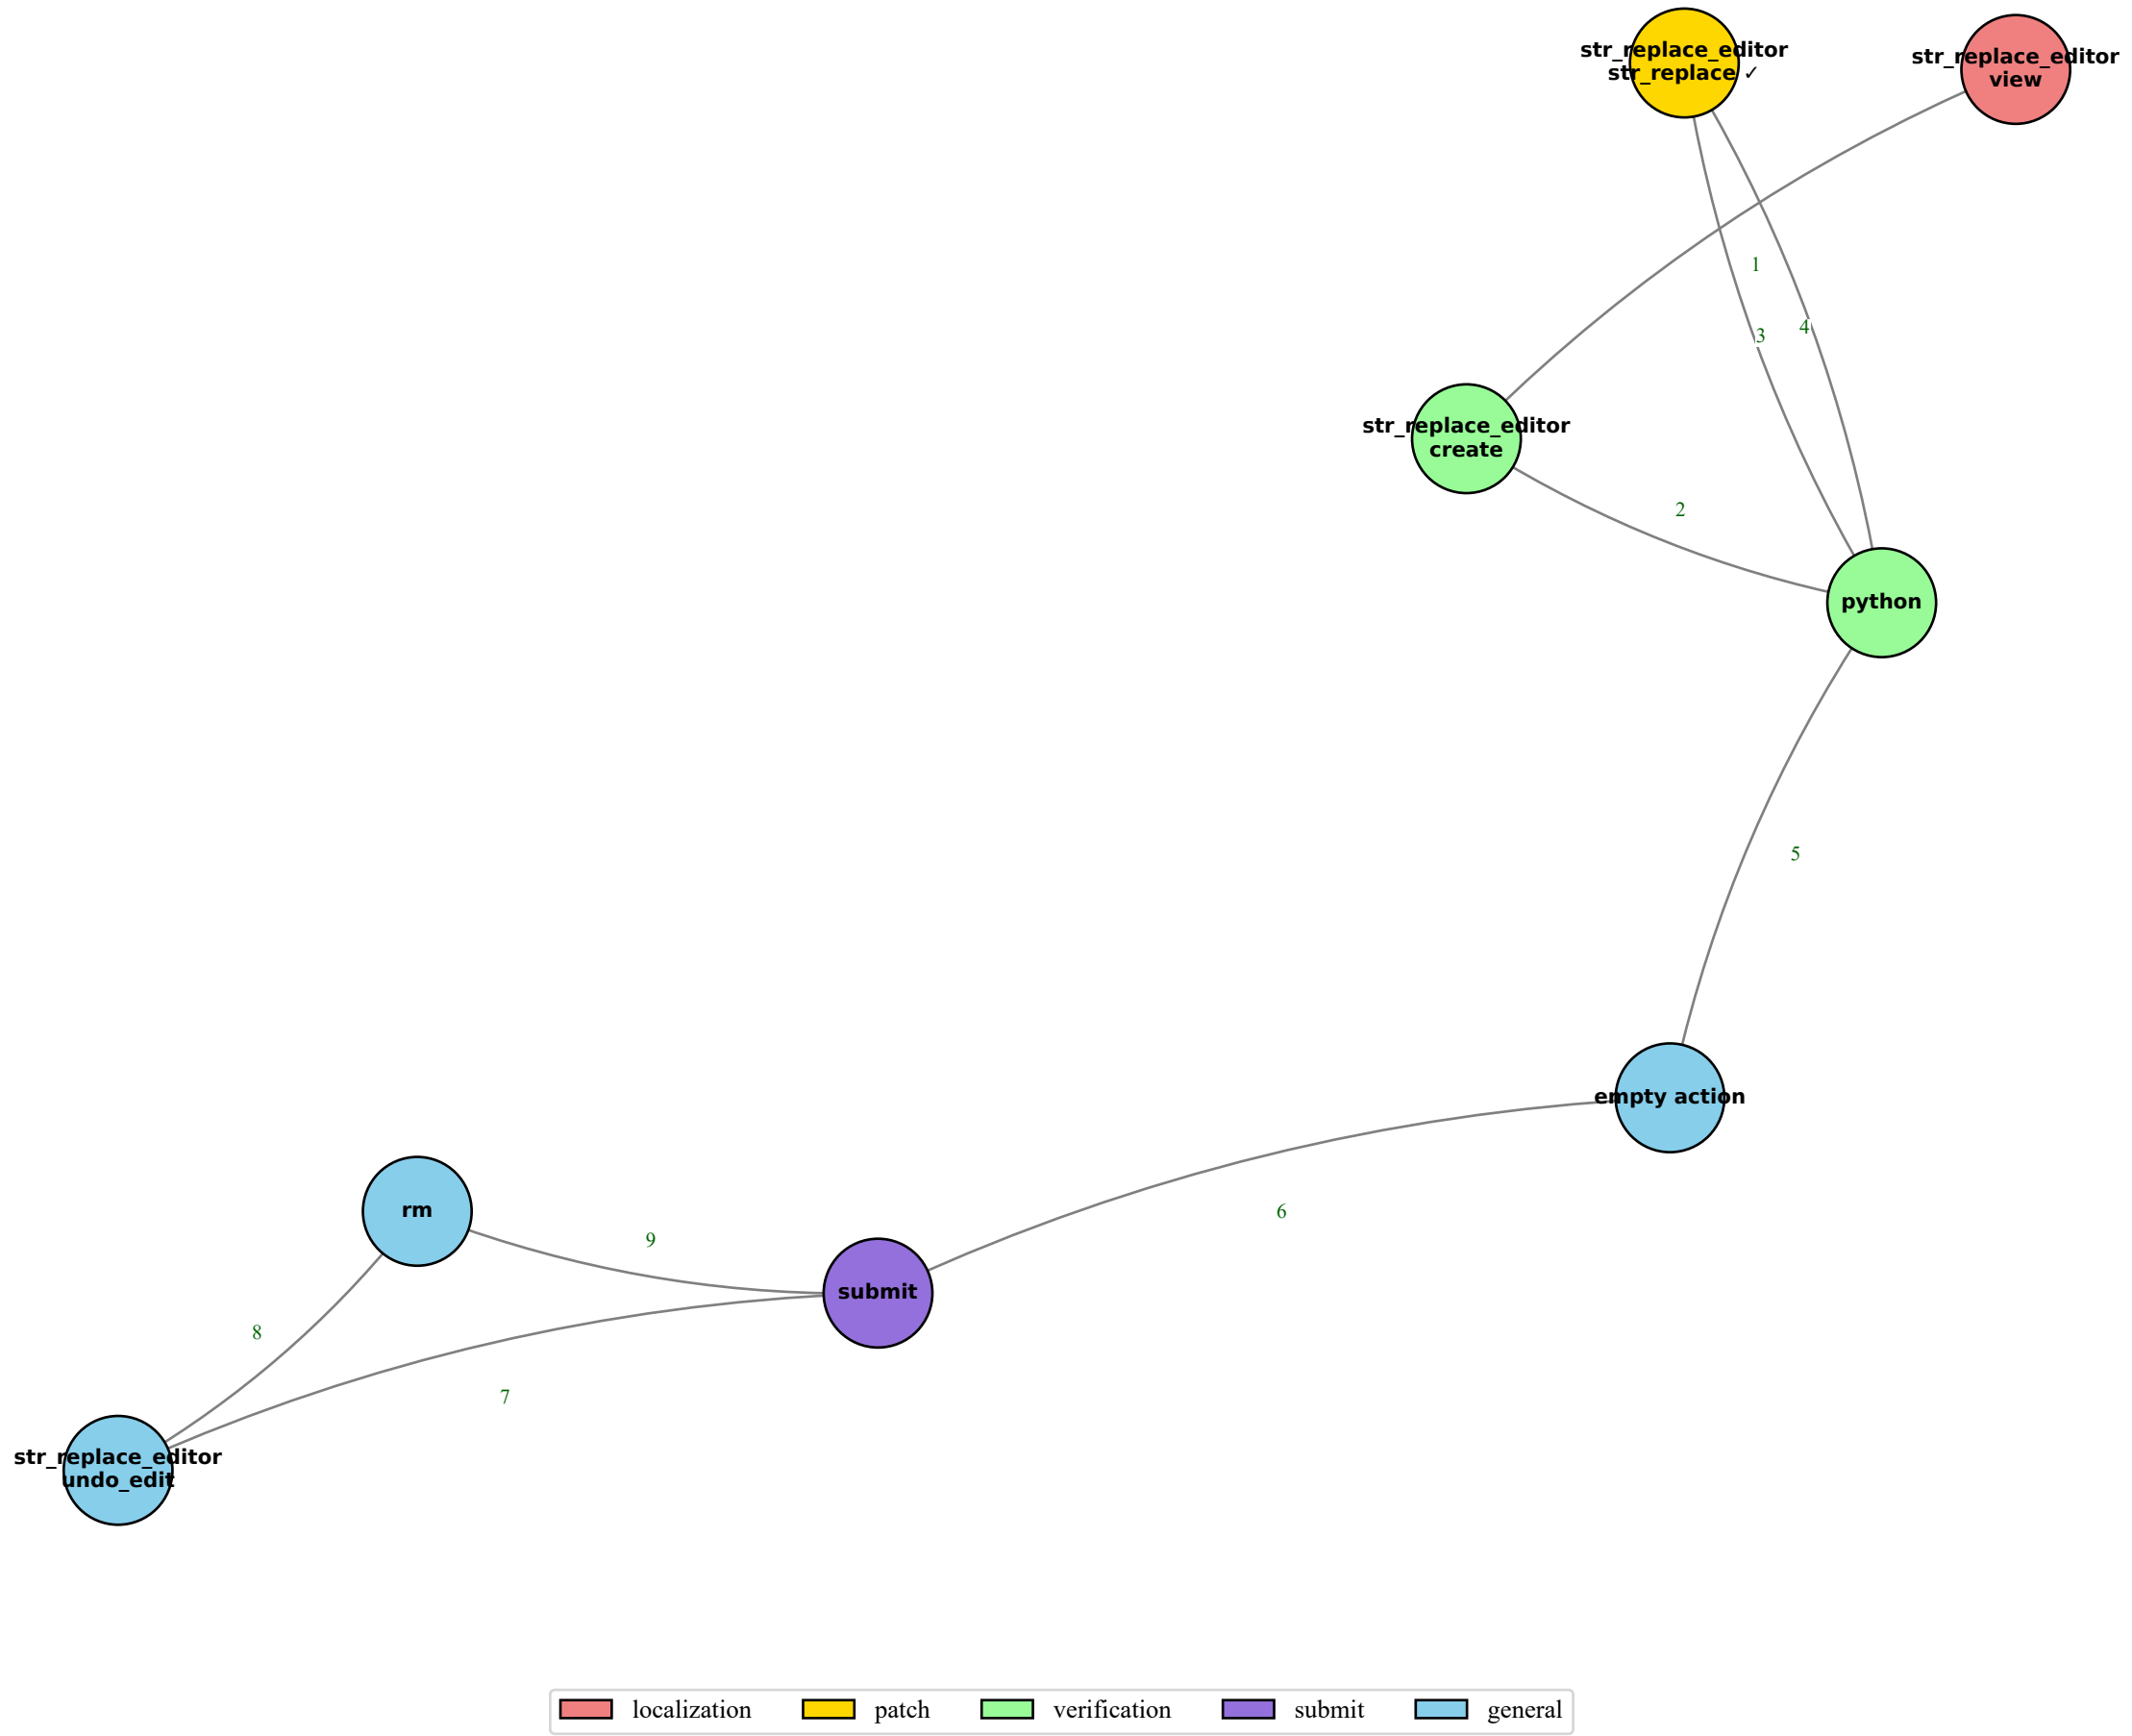 str_replace_editor
str_replace ✓
str_replace_editor
view
1
4
3
str_replace_editor
create
2
python
5
empty action
rm
6
9
submit
8
7
str_replace_editor
undo_edit
localization
patch
verification
submit
general